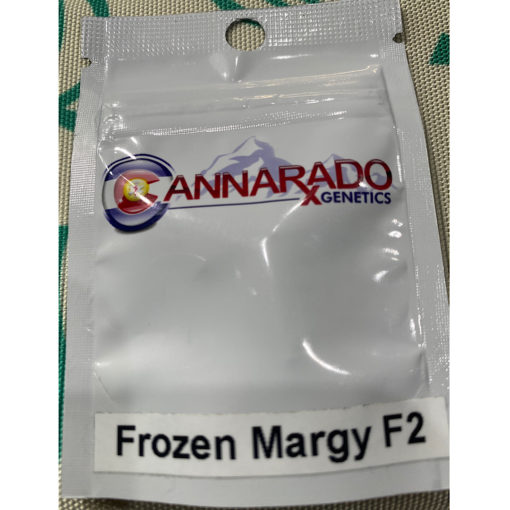 CANNARADO
GENETICS
Frozen Margy F2